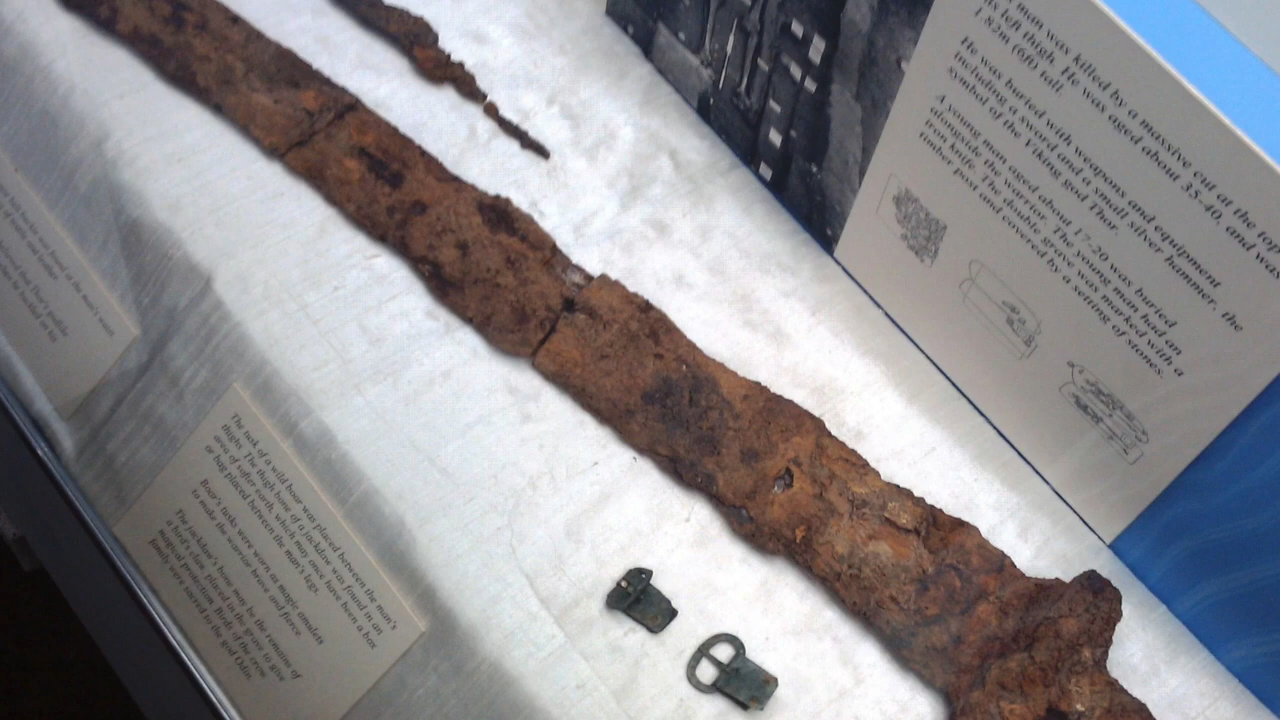 man was killed by a massive cut at the top
his left thigh. He was aged about 35-40, and was
1.82m (6ft) tall.
He was buried with weapons and equipment
including a sword and a small silver hammer, the
symbol of the Viking god Thor.
A young man aged about 17-20 was buried
alongside the warrior. The young man had an
iron knife. The double grave was marked with a
timber post and covered by a setting of stones.
The tusk of a wild boar was placed between the man's
thighs. The thigh bone of a jackdaw was found in an
area of softer earth, which may once have been a box
or bag placed between the man's legs.
Boar's tusks were worn as magic amulets
to make the warrior brave and fierce.
The jackdaw's bone may be the remains of
a bird's claw, placed in the grave to give
magical protection. Birds of the crow
family were sacred to the god Odin.